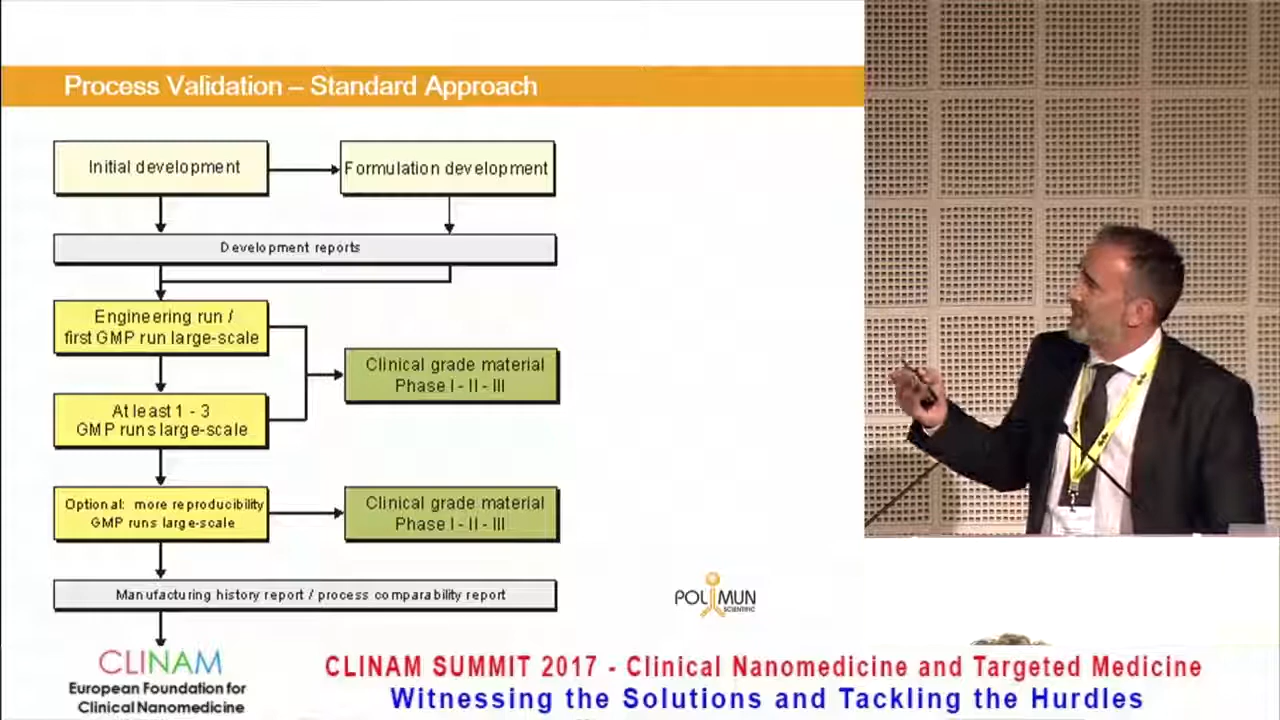 Process Validation – Standard Approach
Initial development
Formulation development
Development reports
Engineering run /
first GMP run large-scale
Clinical grade material
Phase I - II - III
At least 1 - 3
GMP runs large-scale
Optional: more reproducibility
GMP runs large-scale
Clinical grade material
Phase I - II - III
Manufacturing history report / process comparability report
POLYMUN
SCIENTIFIC
CLINAM
European Foundation for
Clinical Nanomedicine
CLINAM SUMMIT 2017 - Clinical Nanomedicine and Targeted Medicine
Witnessing the Solutions and Tackling the Hurdles